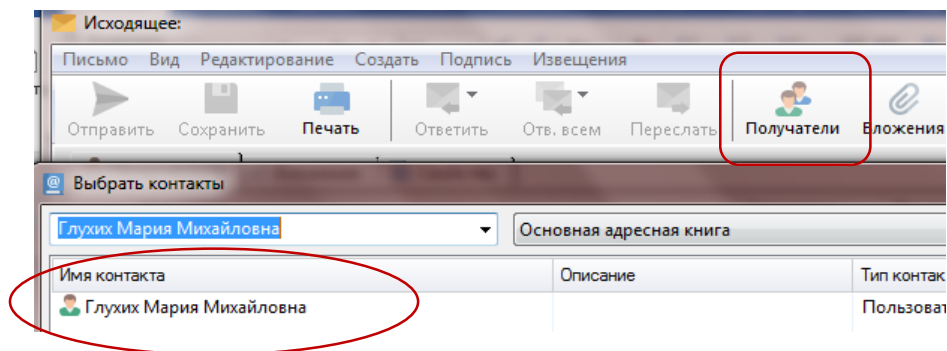 Исходящее:
Письмо Вид Редактирование Создать Подпись Извещения
Отправить Сохранить Печать Ответить Отв. всем Переслать Получатели Вложения
Выбрать контакты
Глухих Мария Михайловна Основная адресная книга
Имя контакта Описание Тип контак
Глухих Мария Михайловна Пользоват